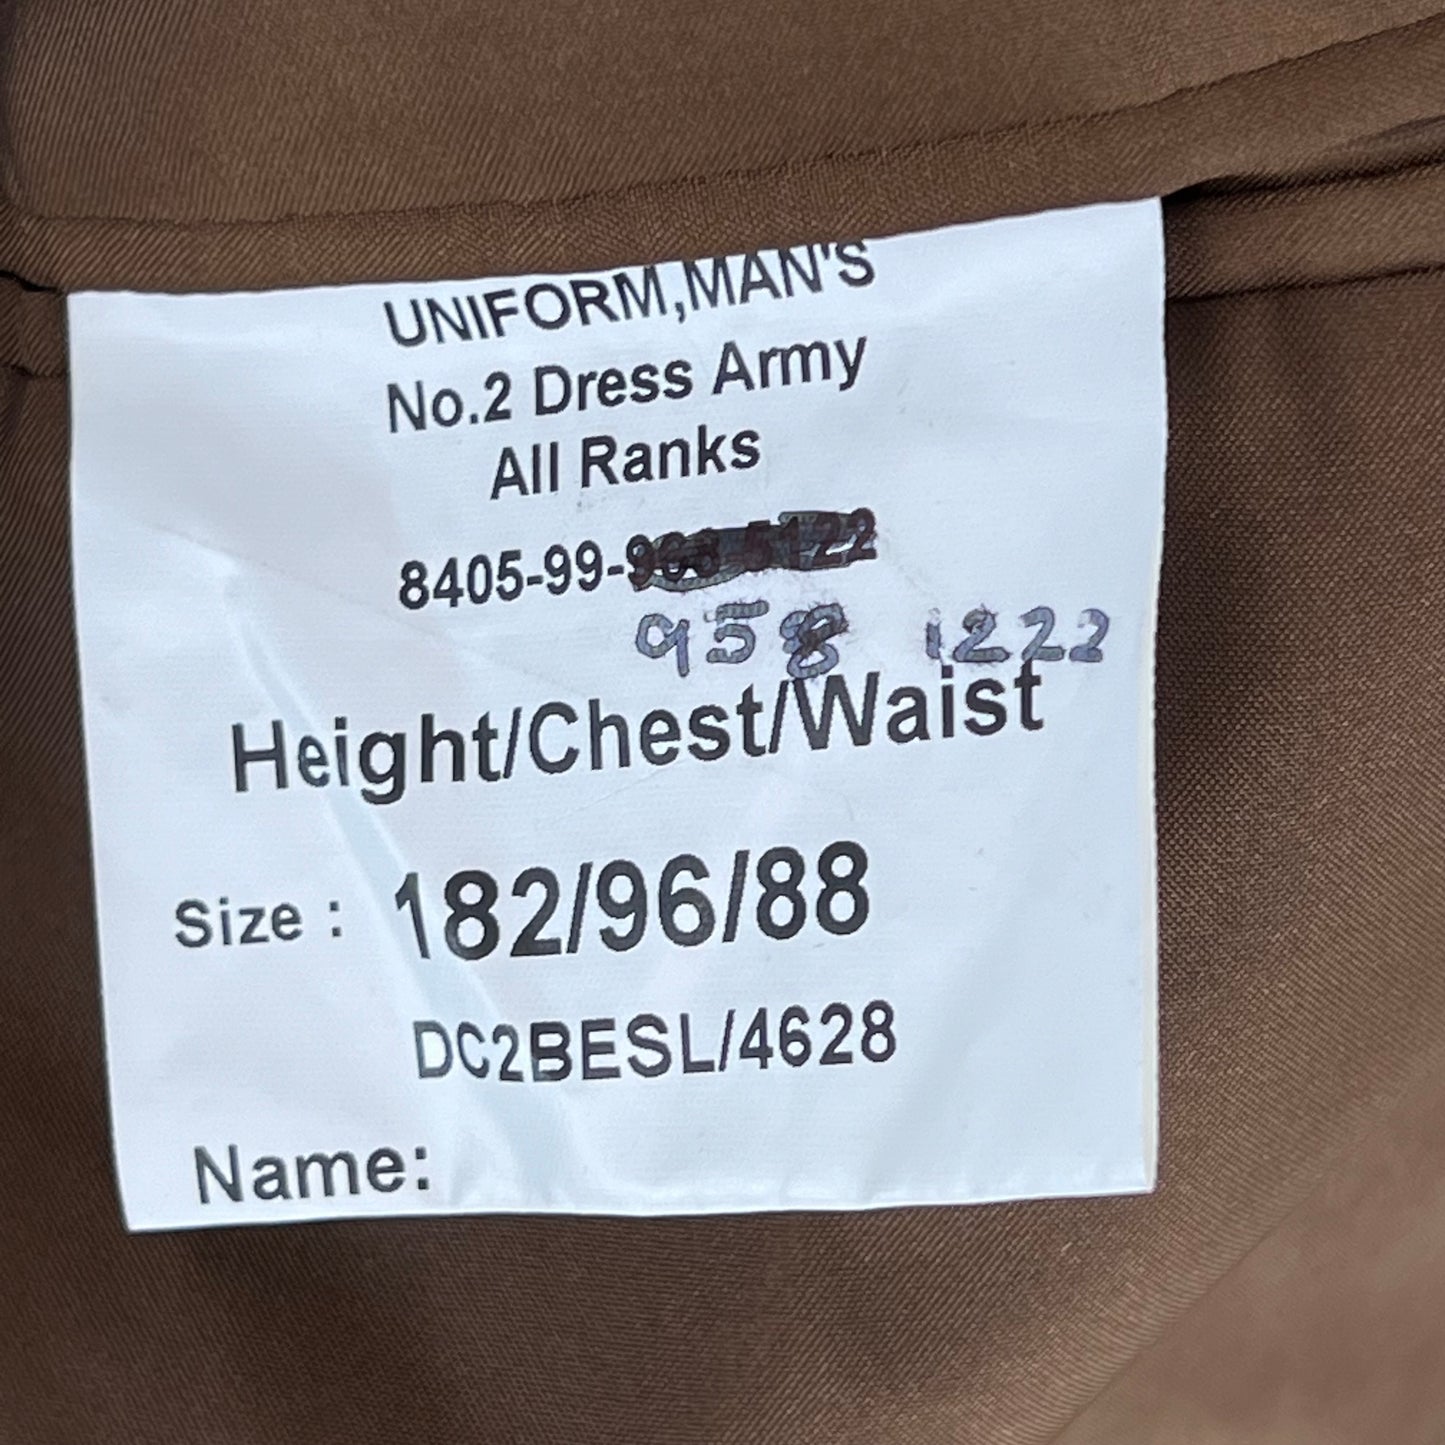 UNIFORM,MAN'S
No.2 Dress Army
All Ranks
8405-99-
958 1222
Height/Chest/Waist
Size : 182/96/88
DC2BESL/4628
Name: